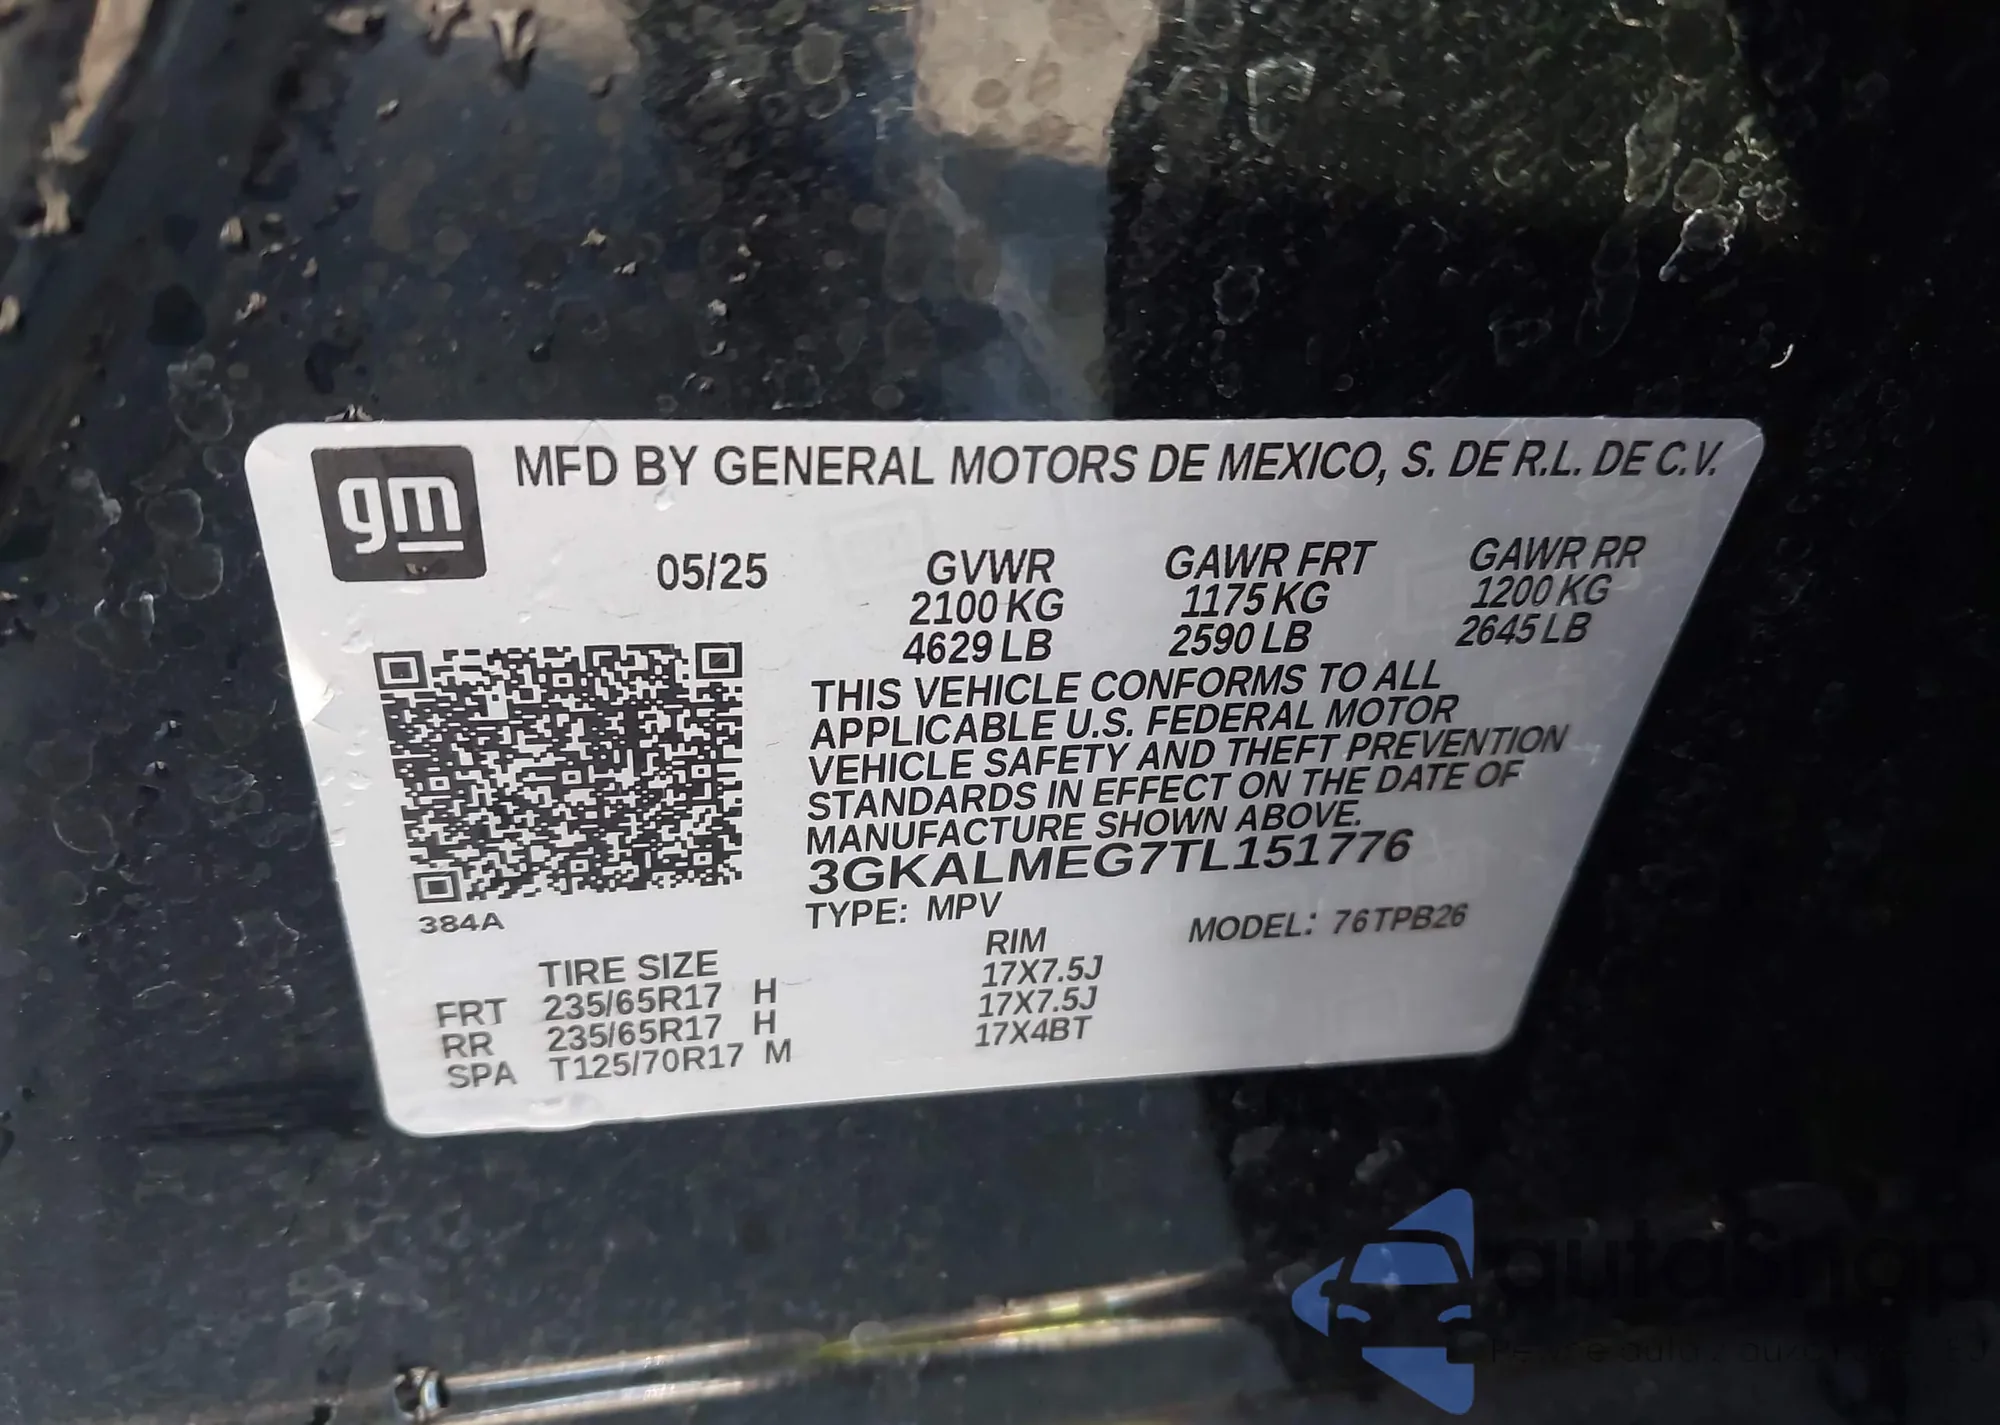 gm
MFD BY GENERAL MOTORS DE MEXICO, S. DE R.L. DE C.V.
05/25
GVWR GAWR FRT GAWR RR
2100 KG 1175 KG 1200 KG
4629 LB 2590 LB 2645 LB
THIS VEHICLE CONFORMS TO ALL
APPLICABLE U.S. FEDERAL MOTOR
VEHICLE SAFETY AND THEFT PREVENTION
STANDARDS IN EFFECT ON THE DATE OF
MANUFACTURE SHOWN ABOVE.
3GKALMEG7TL151776
384A
TYPE: MPV MODEL: 76TPB26
TIRE SIZE RIM
FRT 235/65R17 H 17X7.5J
RR 235/65R17 H 17X7.5J
SPA T125/70R17 M 17X4BT